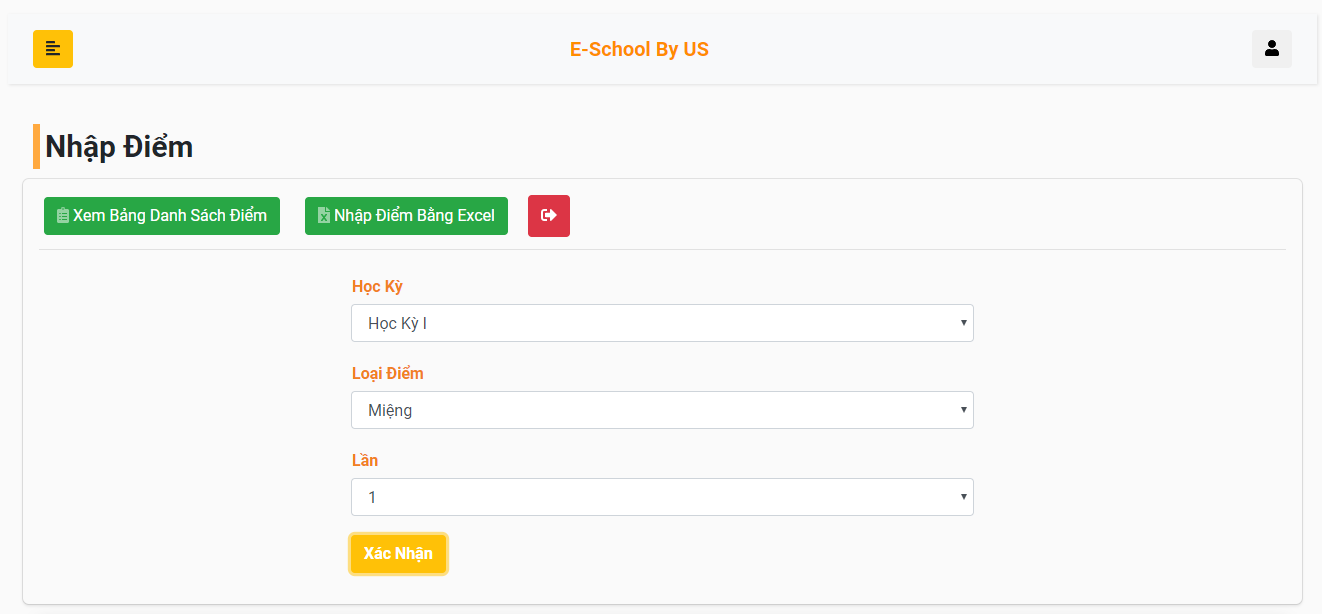 E-School By US
Nhập Điểm
Xem Bảng Danh Sách Điểm
Nhập Điểm Bằng Excel
Học Kỳ
Học Kỳ I
Loại Điểm
Miệng
Lần
1
Xác Nhận